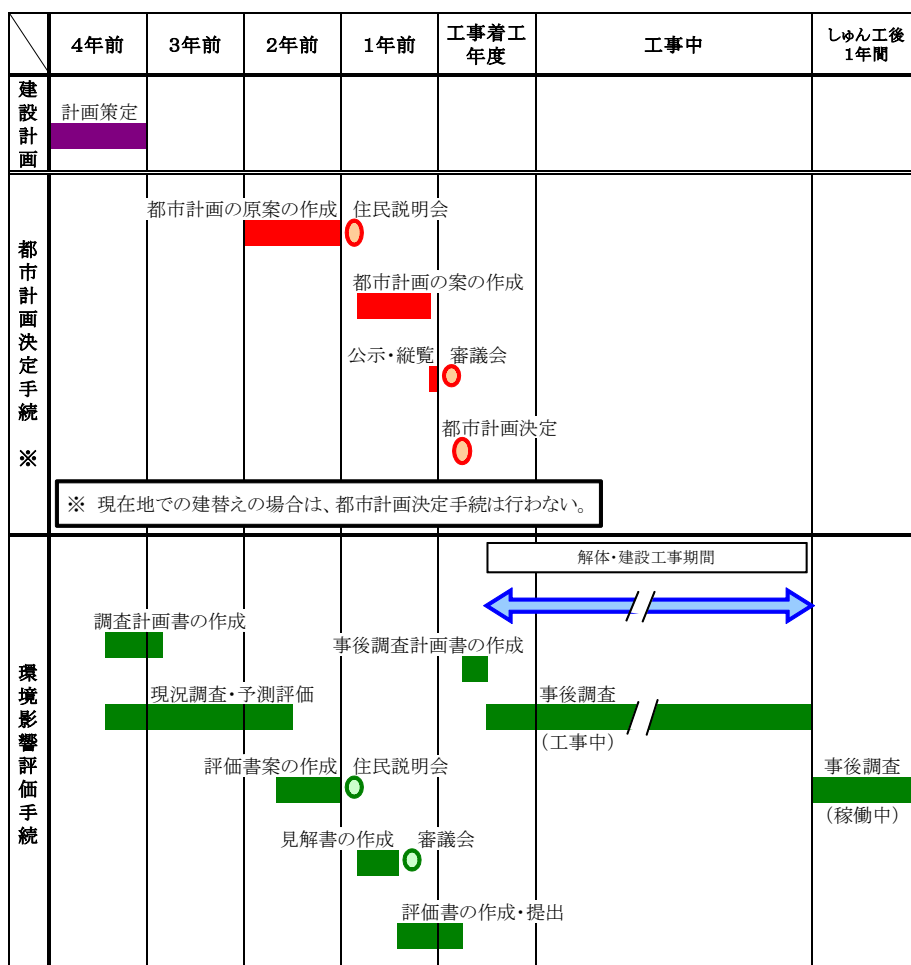 4年前
3年前
2年前
1年前
工事着工
年度
工事中
しゅん工後
1年間
建設計画
計画策定
都市計画決定手続 ※
都市計画の原案の作成
住民説明会
都市計画の案の作成
公示・縦覧
審議会
都市計画決定
※ 現在地での建替えの場合は、都市計画決定手続は行わない。
環境影響評価手続
解体・建設工事期間
調査計画書の作成
事後調査計画書の作成
現況調査・予測評価
事後調査
(工事中)
評価書案の作成
住民説明会
事後調査
(稼働中)
見解書の作成
審議会
評価書の作成・提出